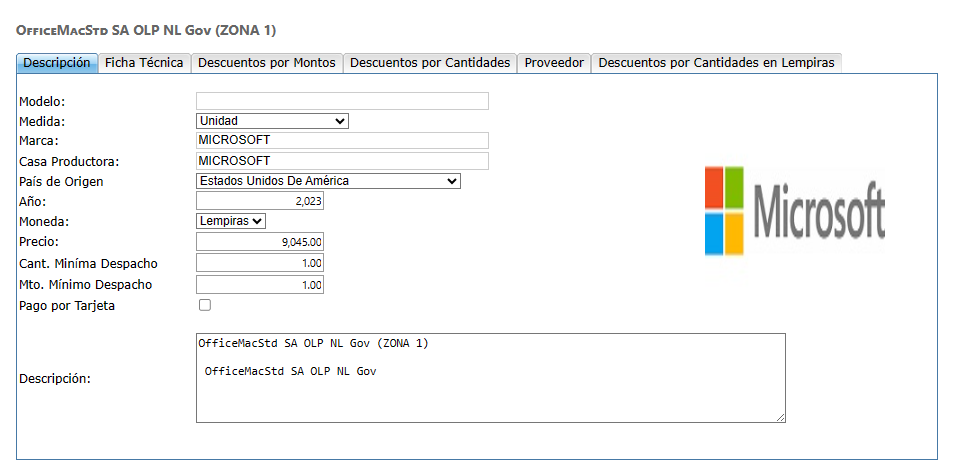 OfficeMacStd SA OLP NL Gov (ZONA 1)
Descripción Ficha Técnica Descuentos por Montos Descuentos por Cantidades Proveedor Descuentos por Cantidades en Lempiras
Modelo:
Medida: Unidad
Marca: MICROSOFT
Casa Productora: MICROSOFT
País de Origen Estados Unidos De América
Año: 2,023
Moneda: Lempiras
Precio: 9,045.00
Cant. Miníma Despacho 1.00
Mto. Mínimo Despacho 1.00
Pago por Tarjeta
Microsoft
Descripción:
OfficeMacStd SA OLP NL Gov (ZONA 1)
OfficeMacStd SA OLP NL Gov